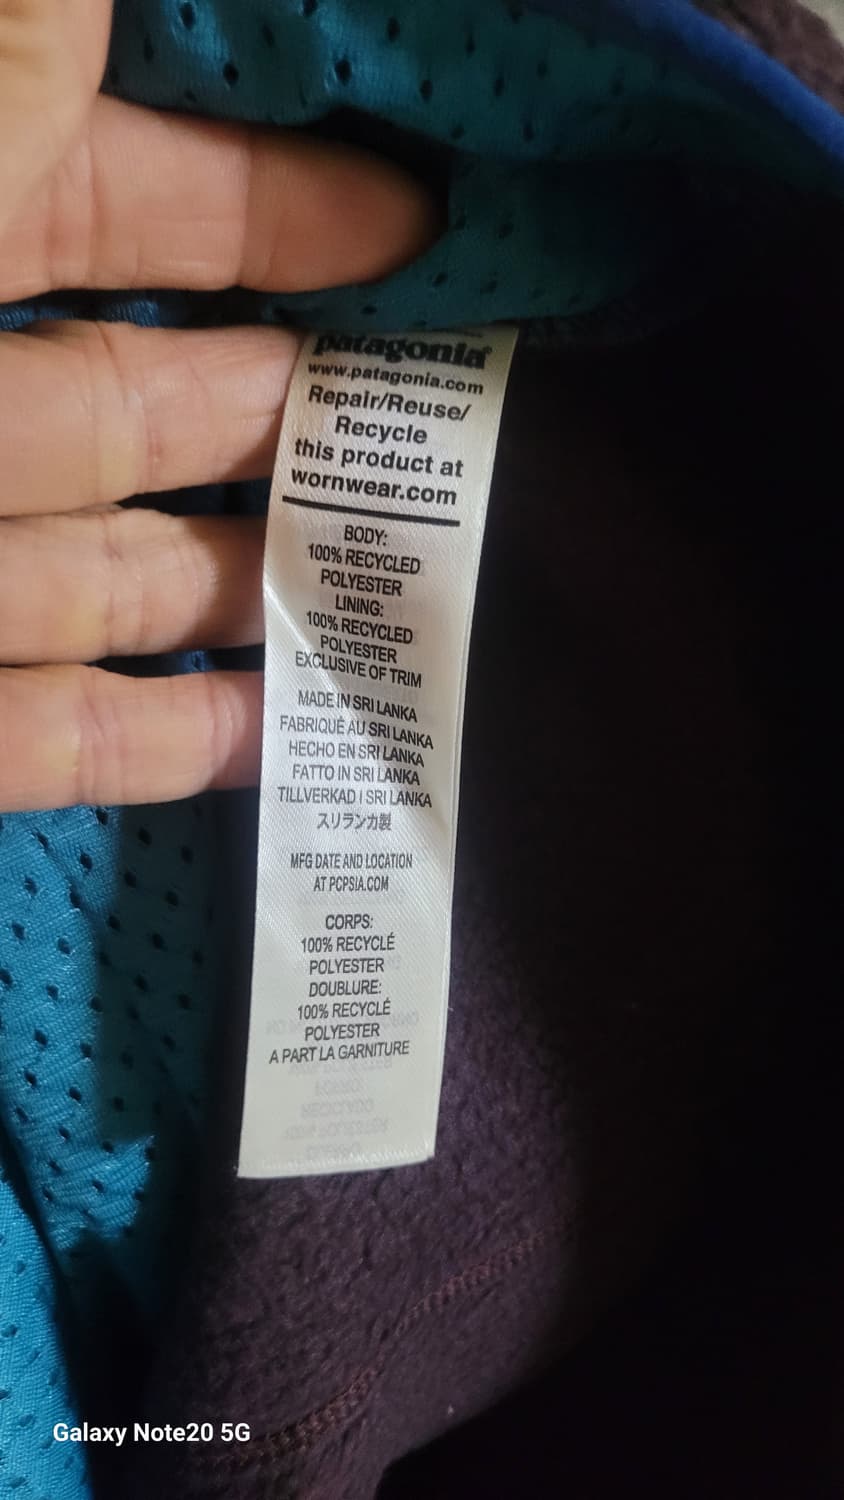 patagonia®
www.patagonia.com
Repair/Reuse/
Recycle
this product at
wornwear.com
BODY:
100% RECYCLED
POLYESTER
LINING:
100% RECYCLED
POLYESTER
EXCLUSIVE OF TRIM
MADE IN SRI LANKA
FABRIQUÉ AU SRI LANKA
HECHO EN SRI LANKA
FATTO IN SRI LANKA
TILLVERKAD I SRI LANKA
スリランカ製
MFG DATE AND LOCATION
AT PCPSIA.COM
CORPS:
100% RECYCLÉ
POLYESTER
DOUBLURE:
100% RECYCLÉ
POLYESTER
A PART LA GARNITURE
Galaxy Note20 5G